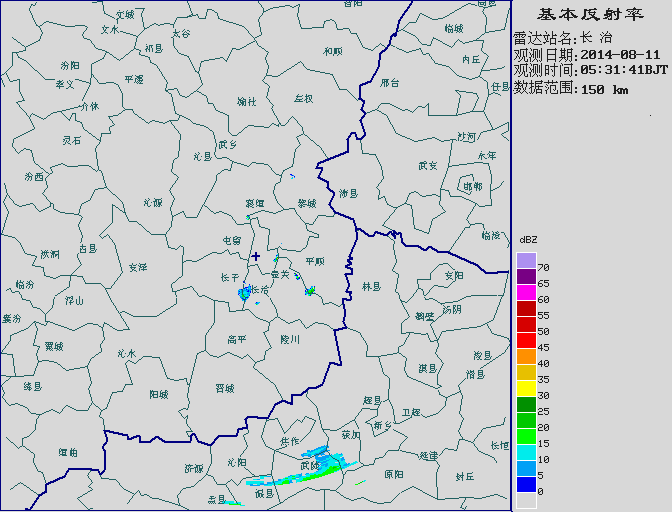 基本反射率
雷达站名:长 治
观测日期:2014-08-11
观测时间:05:31:41BJT
数据范围:150 km
dBZ
70
65
60
55
50
45
40
35
30
25
20
15
10
5
0
文城
文水
太谷
祁县
昔阳
和顺
临城
内丘
邢台
任县
汾阳
孝义
平遥
介休
榆社
左权
灵石
武乡
沁县
沙河
永年
武安
邯郸
汾西
沁源
襄垣
黎城
涉县
临漳
屯留
洪洞
古县
安泽
平顺
壶关
长子
长治
林县
安阳
汤阴
鹤壁
临汾
浮山
襄汾
翼城
沁水
高平
陵川
淇县
浚县
滑县
绛县
阳城
晋城
辉县
卫辉
新乡
获加
焦作
垣曲
济源
沁阳
武陟
温县
孟县
原阳
延津
封丘
长垣